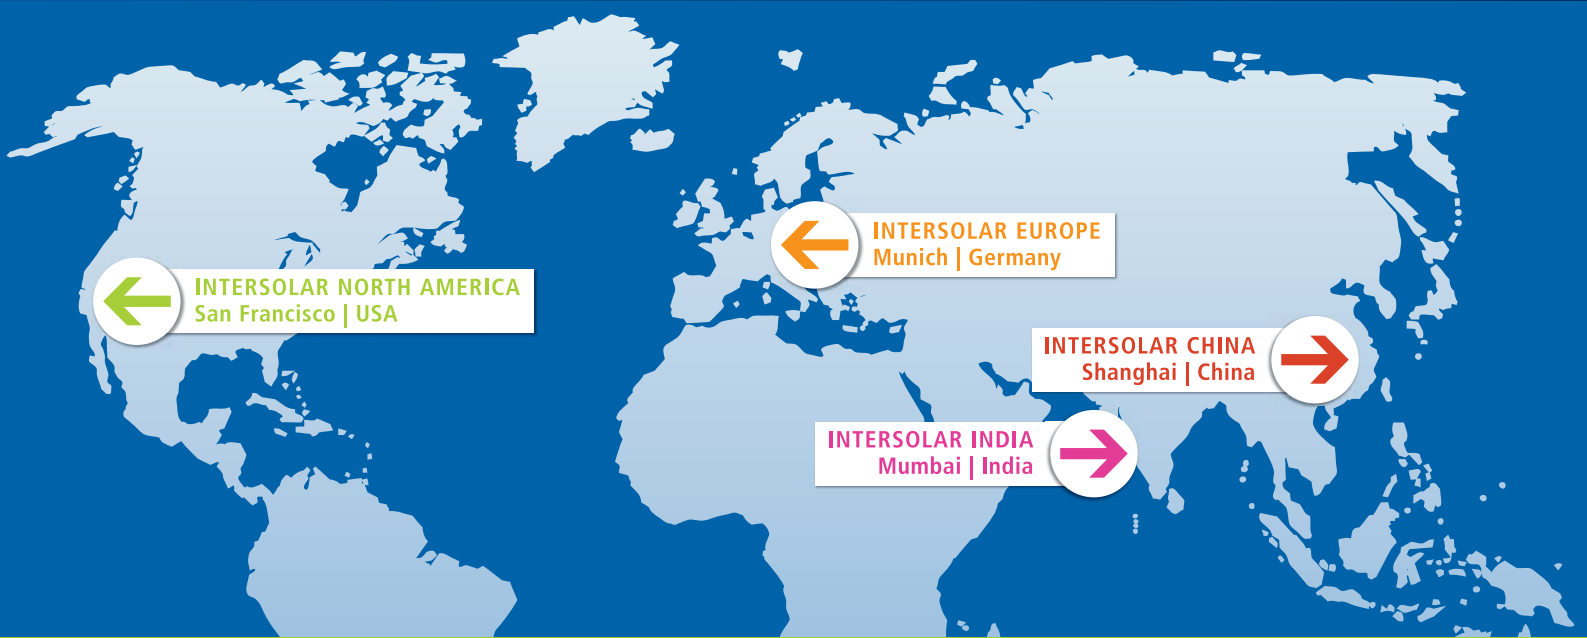 INTERSOLAR EUROPE
Munich | Germany
INTERSOLAR NORTH AMERICA
San Francisco | USA
INTERSOLAR CHINA
Shanghai | China
INTERSOLAR INDIA
Mumbai | India